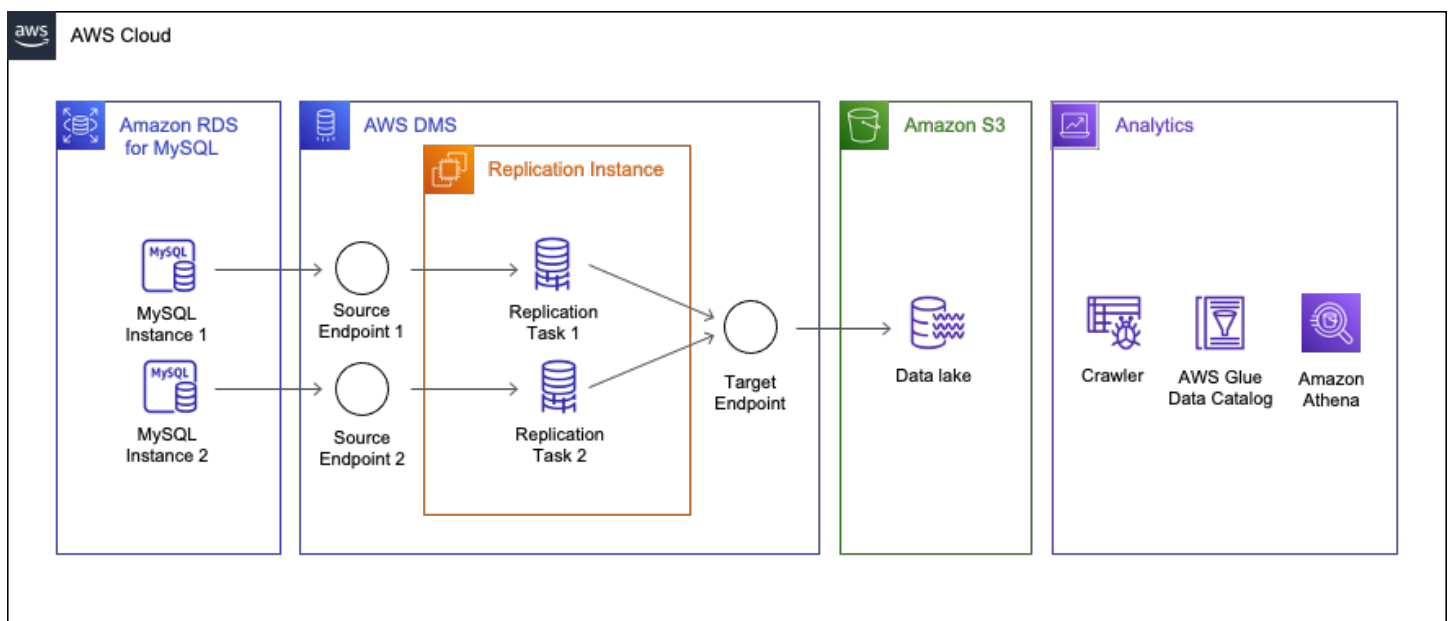 aws
AWS Cloud
Amazon RDS
for MySQL
AWS DMS
Replication Instance
Amazon S3
Analytics
MySQL
MySQL
Instance 1
Source
Endpoint 1
Replication
Task 1
MySQL
MySQL
Instance 2
Source
Endpoint 2
Replication
Task 2
Target
Endpoint
Data lake
Crawler
AWS Glue
Data Catalog
Amazon
Athena